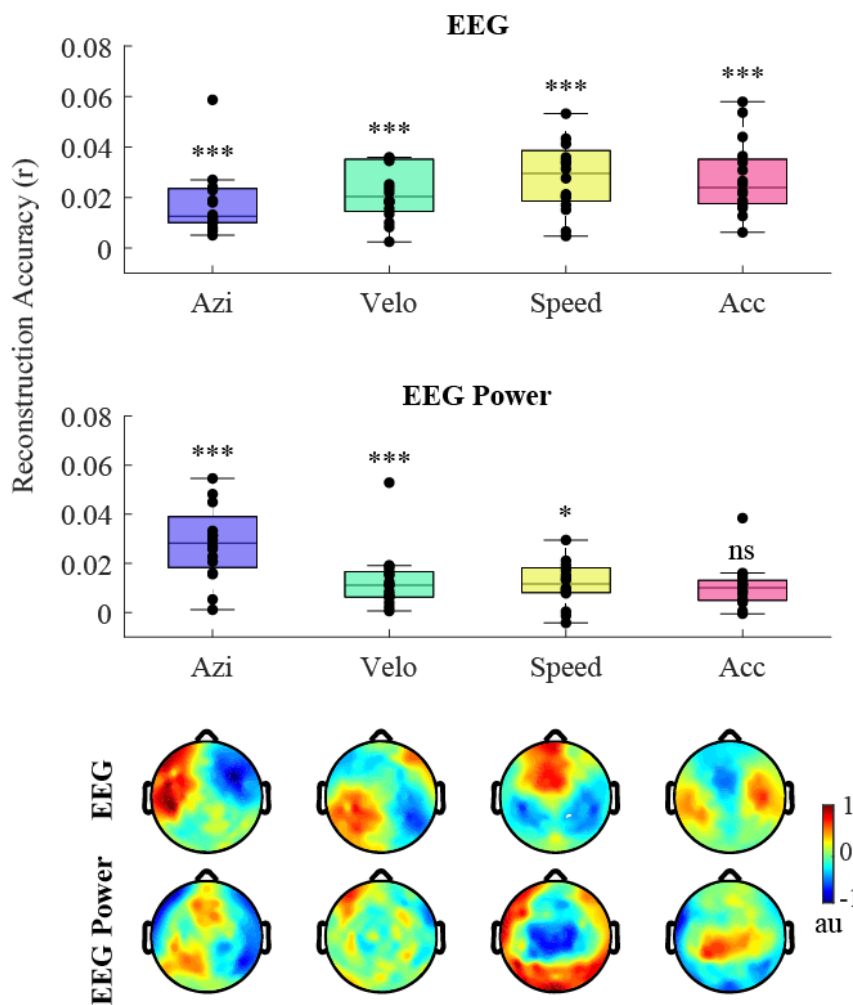 EEG
Reconstruction Accuracy (r)
0.08
0.06
0.04
0.02
0
***
***
***
***
Azi
Velo
Speed
Acc
EEG Power
0.08
0.06
0.04
0.02
0
***
***
*
ns
Azi
Velo
Speed
Acc
EEG
EEG Power
1
0
-1
au